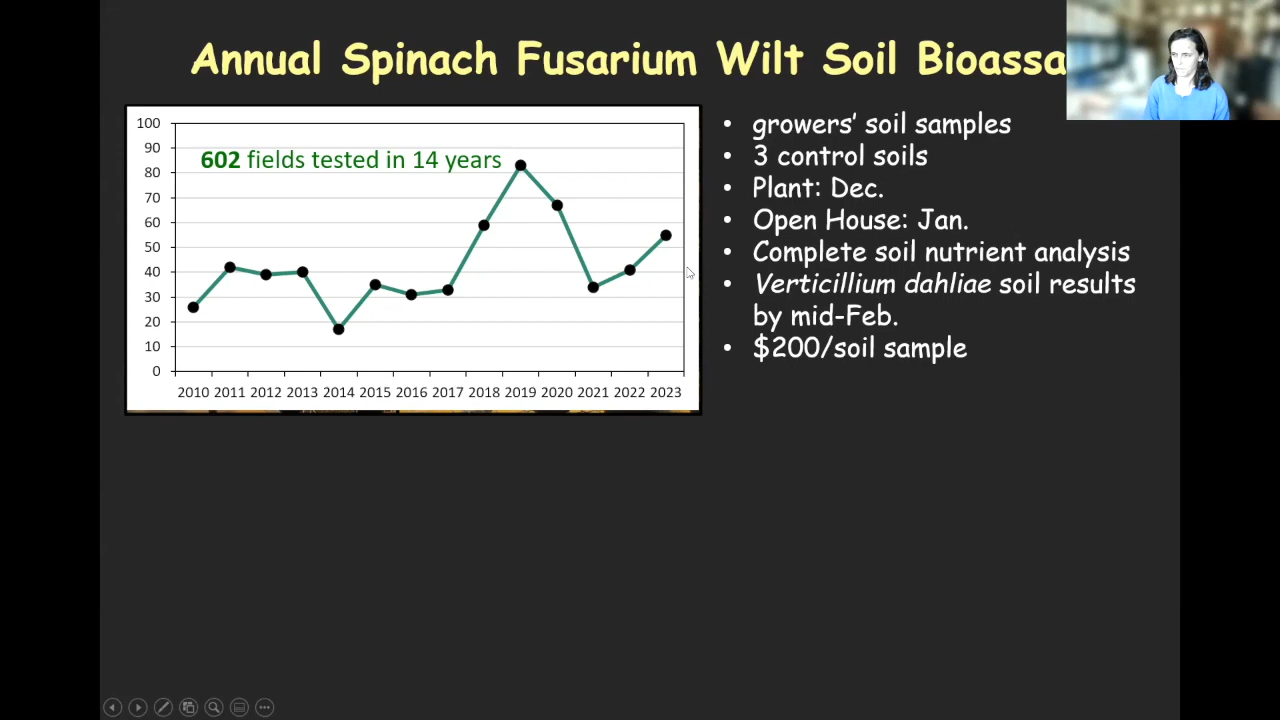 Annual Spinach Fusarium Wilt Soil Bioassa
100
90
80
70
60
50
40
30
20
10
0
602 fields tested in 14 years
2010 2011 2012 2013 2014 2015 2016 2017 2018 2019 2020 2021 2022 2023
• growers' soil samples
• 3 control soils
• Plant: Dec.
• Open House: Jan.
• Complete soil nutrient analysis
• Verticillium dahliae soil results
by mid-Feb.
• $200/soil sample